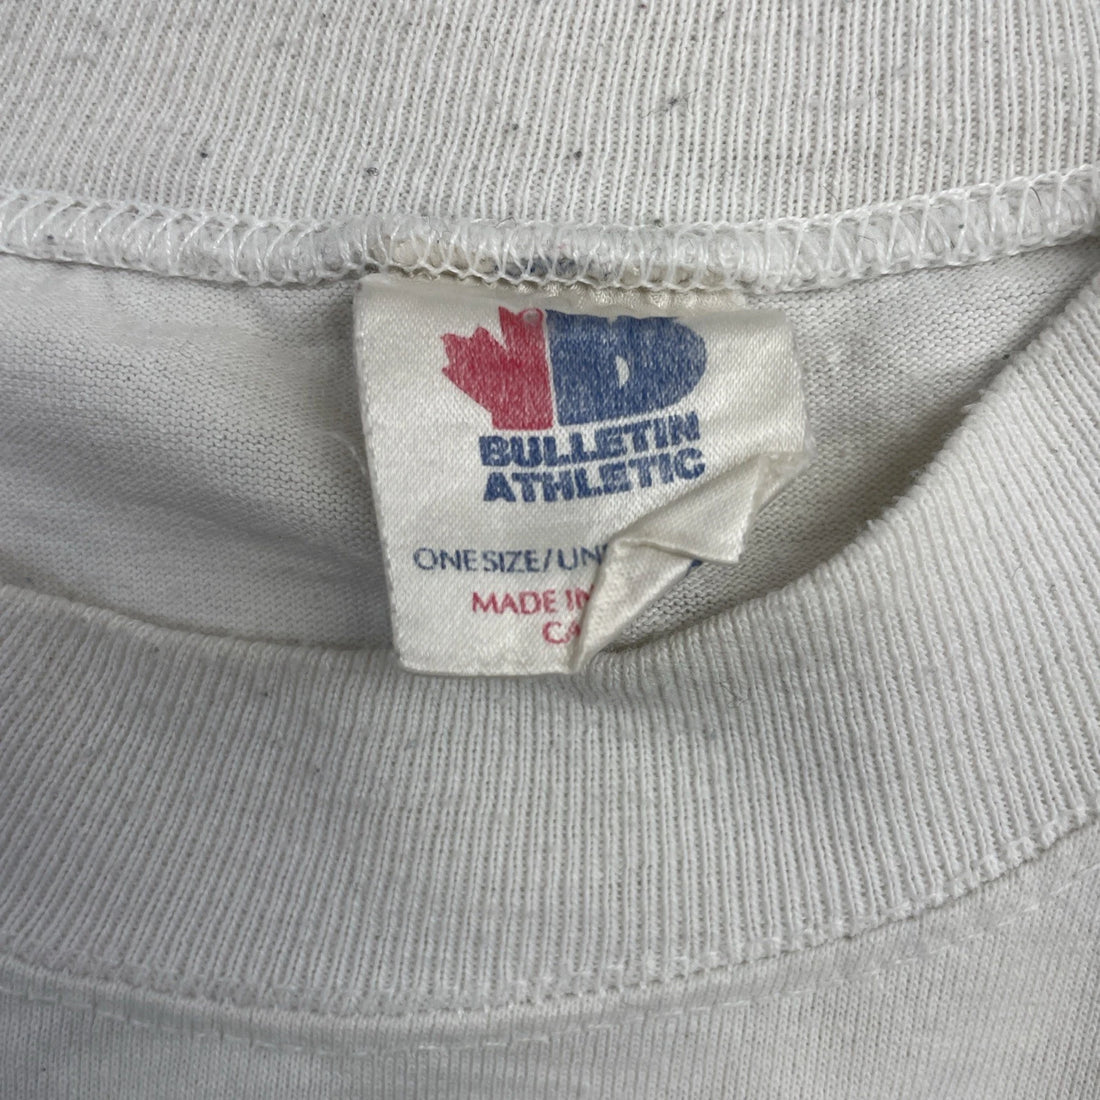 BULLETIN
ATHLETIC
ONE SIZE/UN
MADE IN
CA